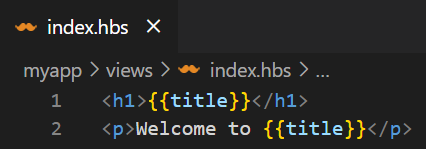 index.hbs ×
myapp > views > index.hbs > ...
1 <h1>{{title}}</h1>
2 <p>Welcome to {{title}}</p>